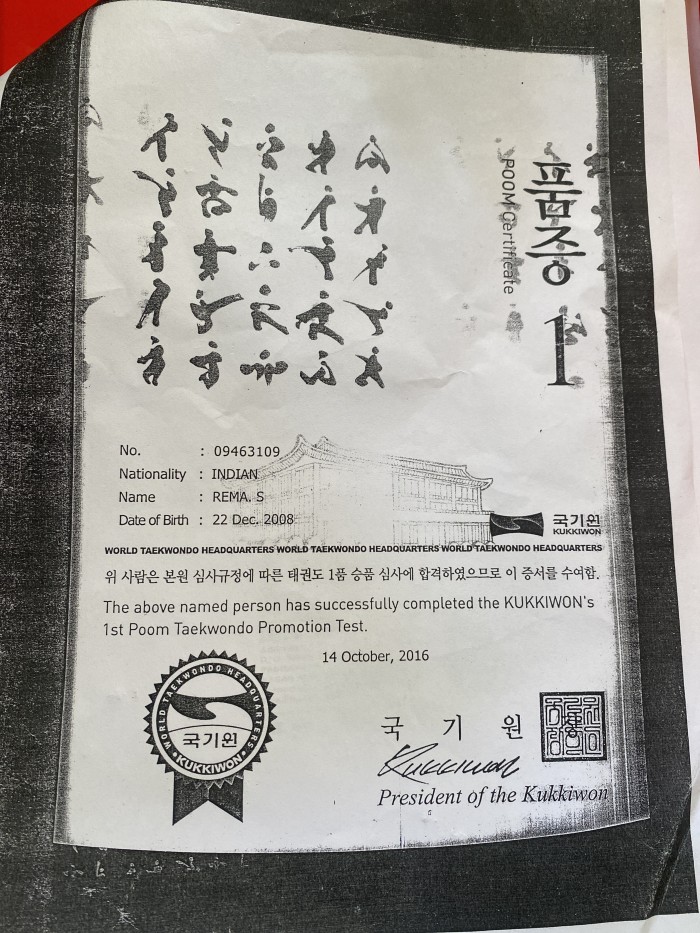 품증
POOM Certificate
1
No. : 09463109
Nationality : INDIAN
Name : REMA. S
Date of Birth : 22 Dec. 2008
국기원
KUKKIWON
WORLD TAEKWONDO HEADQUARTERS WORLD TAEKWONDO HEADQUARTERS WORLD TAEKWONDO HEADQUARTERS
위 사람은 본원 심사규정에 따른 태권도 1품 승품 심사에 합격하였으므로 이 증서를 수여함.
The above named person has successfully completed the KUKKIWON's
1st Poom Taekwondo Promotion Test.
14 October, 2016
WORLD TAEKWONDO HEADQUARTERS
국기원
•KUKKIWON•
국 기 원
Kukkiwon
President of the Kukkiwon